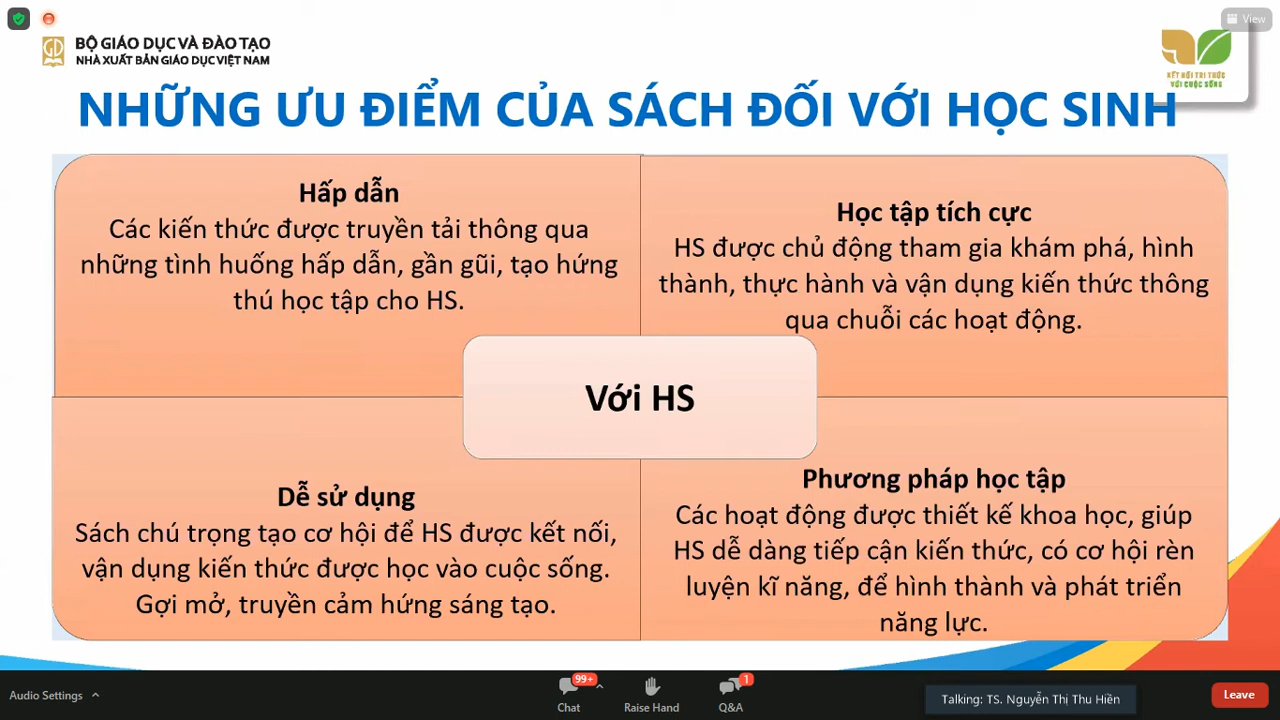 View
BỘ GIÁO DỤC VÀ ĐÀO TẠO
NHÀ XUẤT BẢN GIÁO DỤC VIỆT NAM
KẾT NỐI TRI THỨC
VỚI CUỘC SỐNG
NHỮNG ƯU ĐIỂM CỦA SÁCH ĐỐI VỚI HỌC SINH
Hấp dẫn
Các kiến thức được truyền tải thông qua
những tình huống hấp dẫn, gần gũi, tạo hứng
thú học tập cho HS.
Học tập tích cực
HS được chủ động tham gia khám phá, hình
thành, thực hành và vận dụng kiến thức thông
qua chuỗi các hoạt động.
Với HS
Dễ sử dụng
Sách chú trọng tạo cơ hội để HS được kết nối,
vận dụng kiến thức được học vào cuộc sống.
Gợi mở, truyền cảm hứng sáng tạo.
Phương pháp học tập
Các hoạt động được thiết kế khoa học, giúp
HS dễ dàng tiếp cận kiến thức, có cơ hội rèn
luyện kĩ năng, để hình thành và phát triển
năng lực.
Audio Settings
99+
Chat
Raise Hand
1
Q&A
Talking: TS. Nguyễn Thị Thu Hiền
Leave